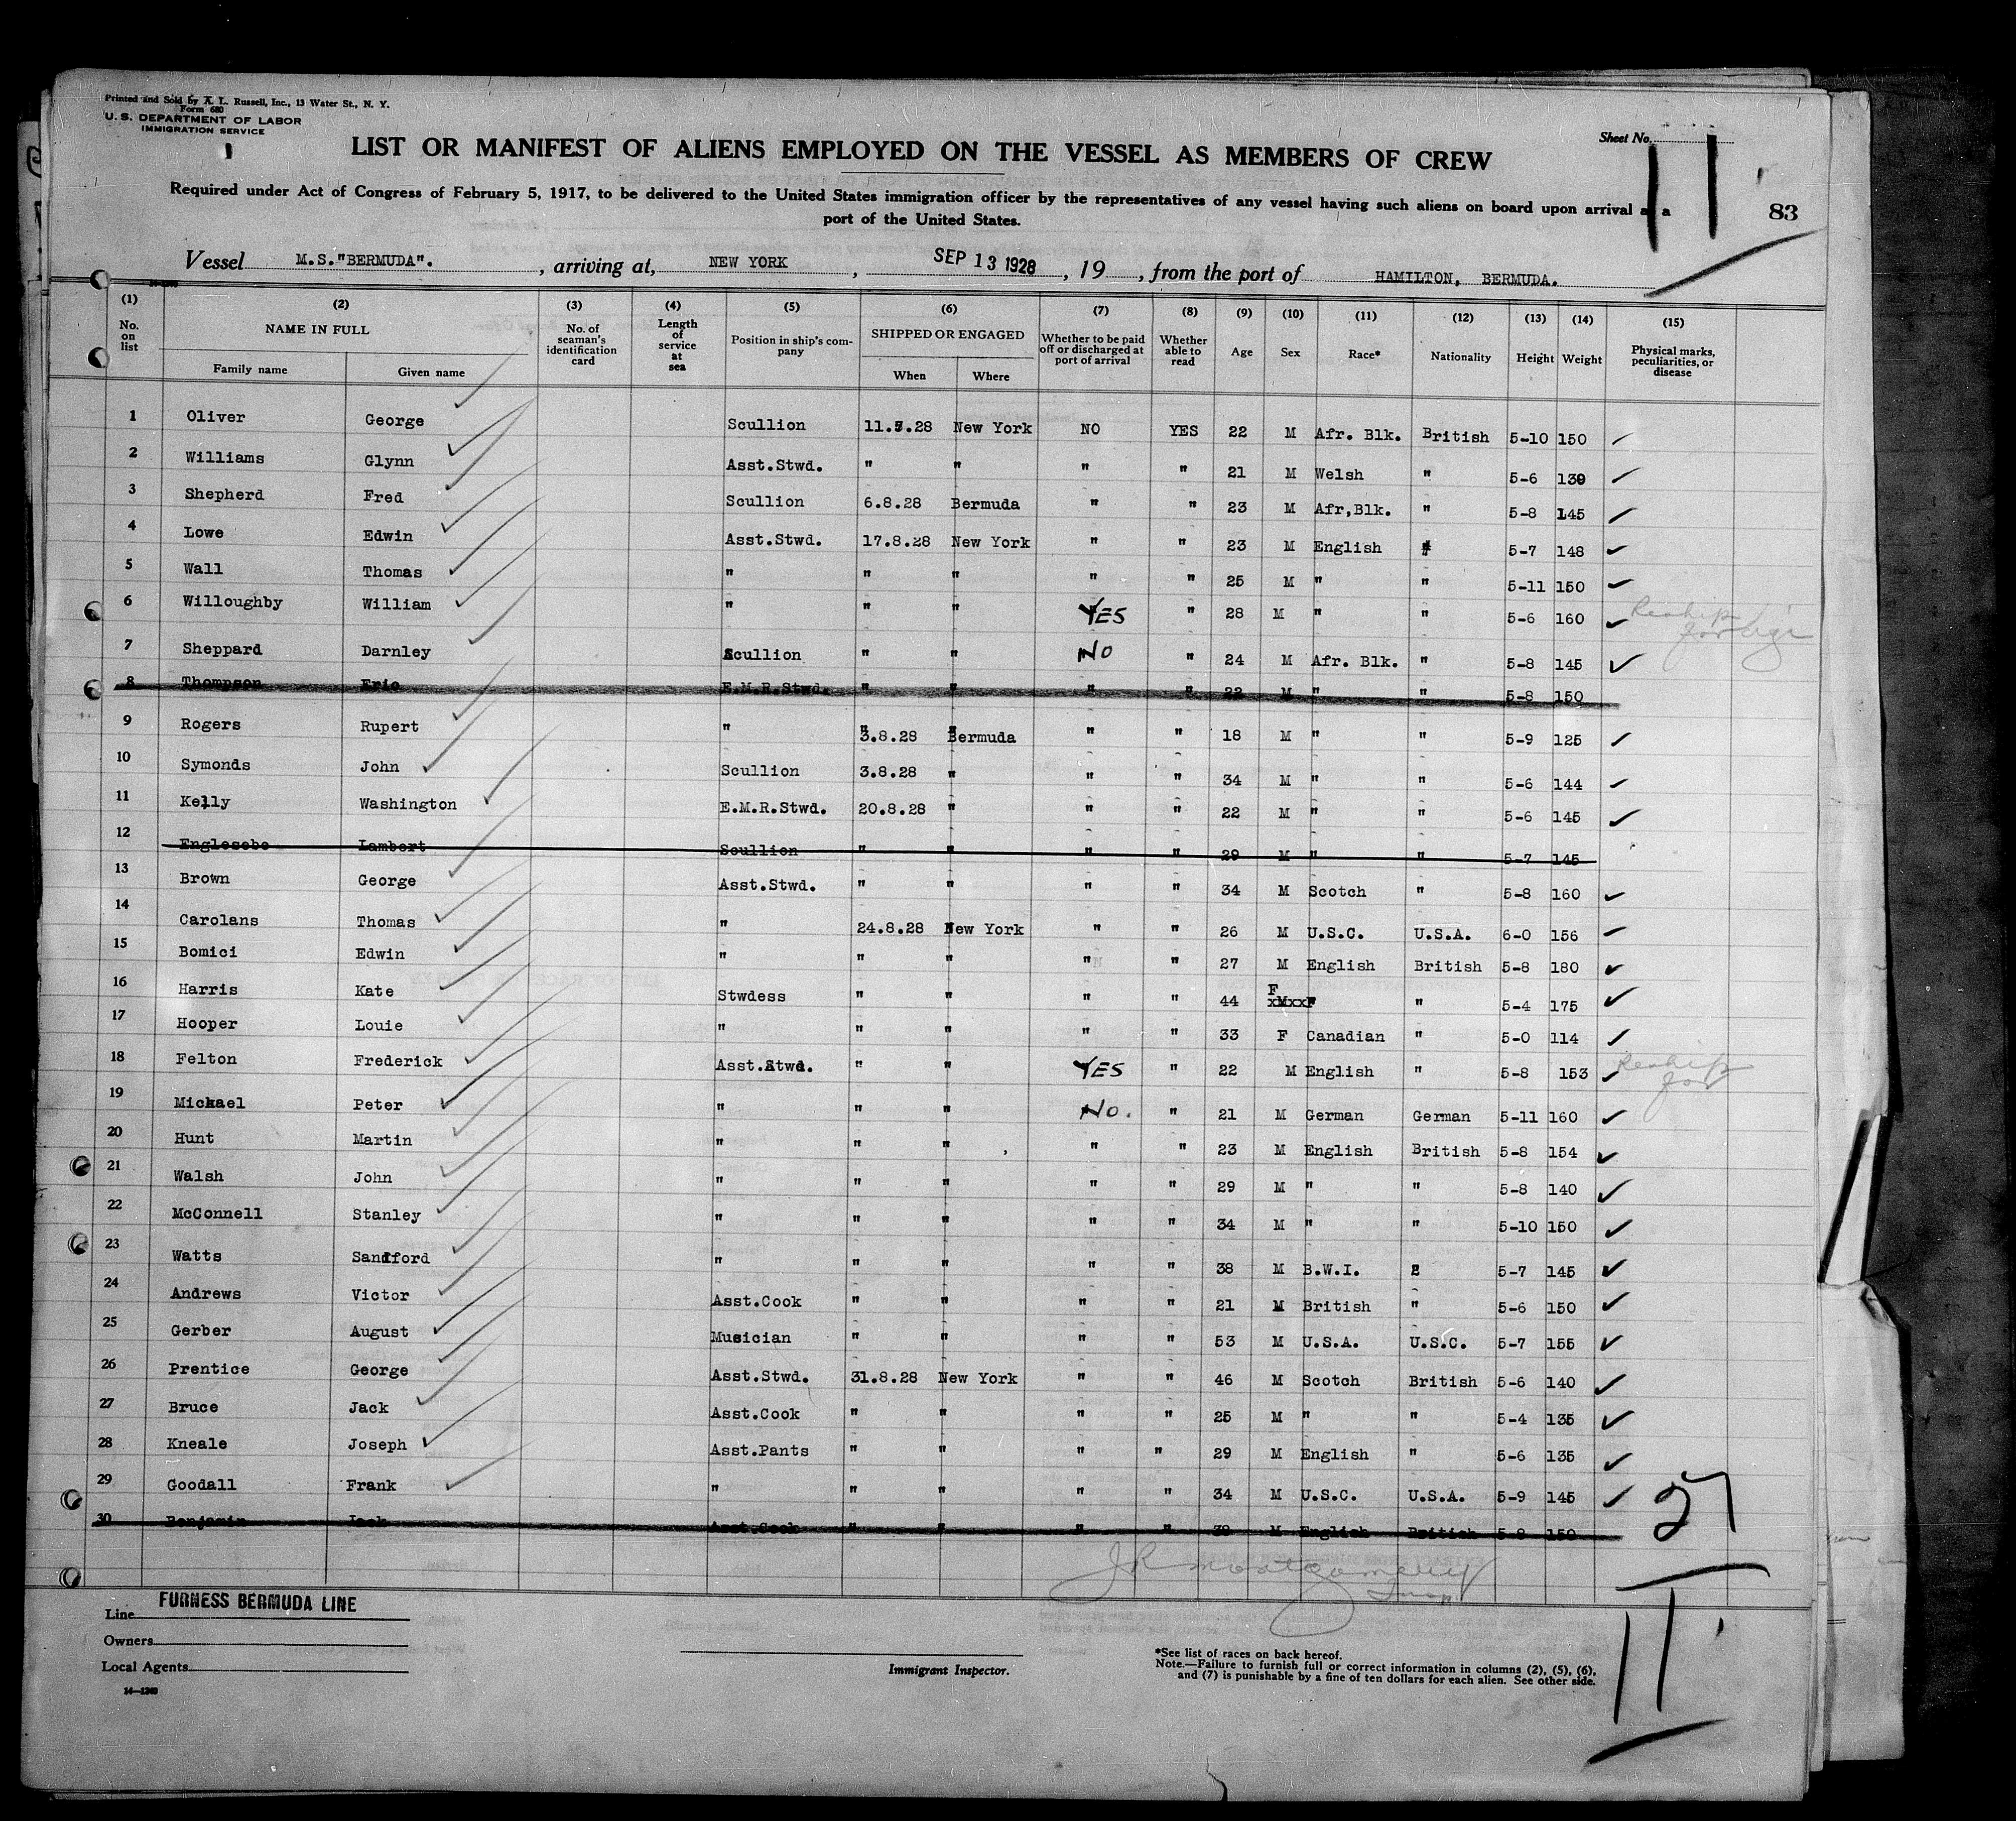 Printed and Sold by A. L. Russell, Inc., 13 Water St., N. Y.
Form 680
U. S. DEPARTMENT OF LABOR
IMMIGRATION SERVICE
Sheet No. 11
LIST OR MANIFEST OF ALIENS EMPLOYED ON THE VESSEL AS MEMBERS OF CREW
83
Required under Act of Congress of February 5, 1917, to be delivered to the United States immigration officer by the representatives of any vessel having such aliens on board upon arrival at a
port of the United States.
Vessel M.S."BERMUDA". , arriving at, NEW YORK , SEP 13 1928 , 19 , from the port of HAMILTON, BERMUDA.
(1) (2) (3) (4) (5) (6) (7) (8) (9) (10) (11) (12) (13) (14) (15)
No. on list NAME IN FULL Family name Given name No. of seaman's identification card Length of service at sea Position in ship's company SHIPPED OR ENGAGED When Where Whether to be paid off or discharged at port of arrival Whether able to read Age Sex Race* Nationality Height Weight Physical marks, peculiarities, or disease
1 Oliver George Scullion 11.5.28 New York NO YES 22 M Afr. Blk. British 5-10 150
2 Williams Glynn Asst.Stwd. " " " " 21 M Welsh " 5-6 139
3 Shepherd Fred Scullion 6.8.28 Bermuda " " 23 M Afr,Blk. " 5-8 145
4 Lowe Edwin Asst.Stwd. 17.8.28 New York " " 23 M English " 5-7 148
5 Wall Thomas " " " " " 25 M " " 5-11 150
6 Willoughby William " " " YES " 28 M " " 5-6 160 Reship
7 Sheppard Darnley Scullion " " NO " 24 M Afr. Blk. " 5-8 145
8 Thompson Eric E.M.R.Stwd. " " " " 22 M " " 5-8 150
9 Rogers Rupert " 3.8.28 Bermuda " " 18 M " " 5-9 125
10 Symonds John Scullion 3.8.28 " " " 34 M " " 5-6 144
11 Kelly Washington E.M.R.Stwd. 20.8.28 " " " 22 M " " 5-6 145
12 Englesebe Lambert Scullion " " " " 29 M " " 5-7 145
13 Brown George Asst.Stwd. " " " " 34 M Scotch " 5-8 160
14 Carolans Thomas " 24.8.28 New York " " 26 M U.S.C. U.S.A. 6-0 156
15 Bomici Edwin " " " " " 27 M English British 5-8 180
16 Harris Kate Stwdess " " " " 44 F " " 5-4 175
17 Hooper Louie " " " " " 33 F Canadian " 5-0 114
18 Felton Frederick Asst.Stwd. " " YES " 22 M English " 5-8 153 Reship for
19 Mickael Peter " " " No. " 21 M German German 5-11 160
20 Hunt Martin " " " " " 23 M English British 5-8 154
21 Walsh John " " " " " 29 M " " 5-8 140
22 McConnell Stanley " " " " " 34 M " " 5-10 150
23 Watts Sandford " " " " " 38 M B.W.I. " 5-7 145
24 Andrews Victor Asst.Cook " " " " 21 M British " 5-6 150
25 Gerber August Musician " " " " 53 M U.S.A. U.S.C. 5-7 155
26 Prentice George Asst.Stwd. 31.8.28 New York " " 46 M Scotch British 5-6 140
27 Bruce Jack Asst.Cook " " " " 25 M " " 5-4 135
28 Kneale Joseph Asst.Pants " " " " 29 M English " 5-6 135
29 Goodall Frank " " " " " 34 M U.S.C. U.S.A. 5-9 145
30 Benjamin Jack Asst.Cook " " " " 38 M English British 5-8 150
27
JR Montgomery
Insp.
11
Line FURNESS BERMUDA LINE
Owners
Local Agents
14—1240
Immigrant Inspector.
*See list of races on back hereof.
Note.—Failure to furnish full or correct information in columns (2), (5), (6),
and (7) is punishable by a fine of ten dollars for each alien. See other side.